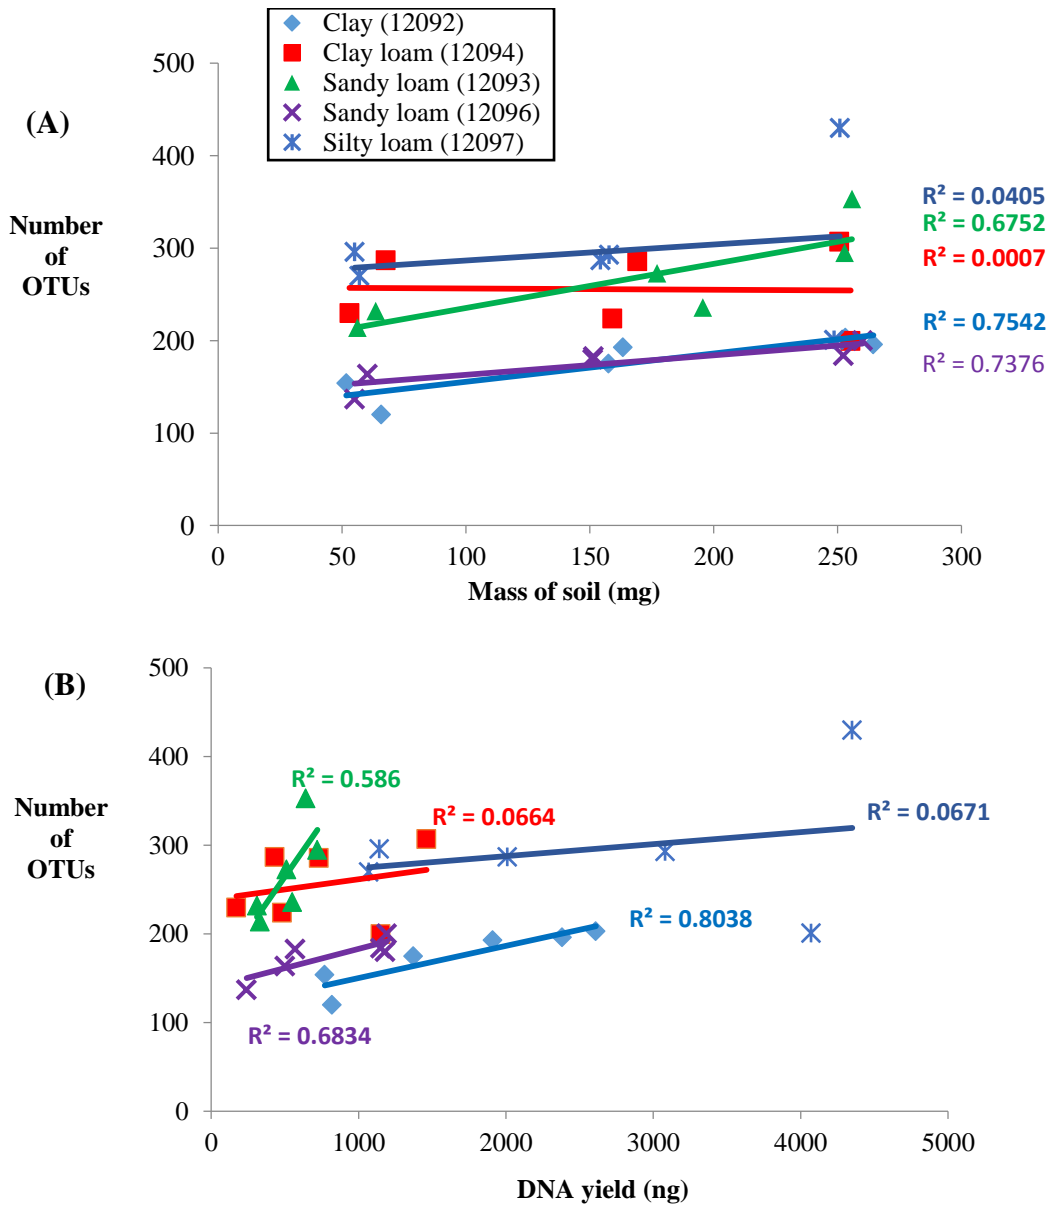 Clay (12092)
Clay loam (12094)
Sandy loam (12093)
Sandy loam (12096)
Silty loam (12097)
(A)
Number
of
OTUs
500
400
300
200
100
0
R² = 0.0405
R² = 0.6752
R² = 0.0007
R² = 0.7542
R² = 0.7376
0 50 100 150 200 250 300
Mass of soil (mg)
(B)
Number
of
OTUs
500
400
300
200
100
0
R² = 0.586
R² = 0.0664
R² = 0.0671
R² = 0.8038
R² = 0.6834
0 1000 2000 3000 4000 5000
DNA yield (ng)